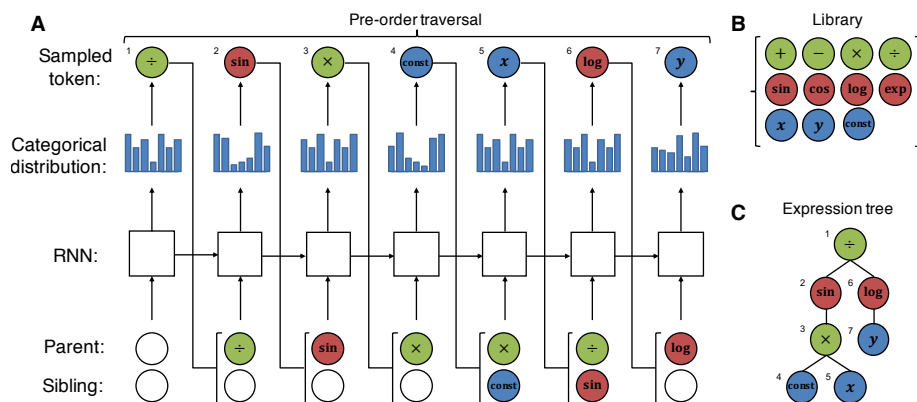 A
Pre-order traversal
Sampled token:
1 ÷ 2 sin 3 × 4 const 5 x 6 log 7 y
Categorical distribution:
RNN:
Parent: ÷ sin × × ÷ log
Sibling: const sin
B
Library
+ − × ÷
sin cos log exp
x y const
C
Expression tree
1 ÷
2 sin 6 log
3 × 7 y
4 const 5 x